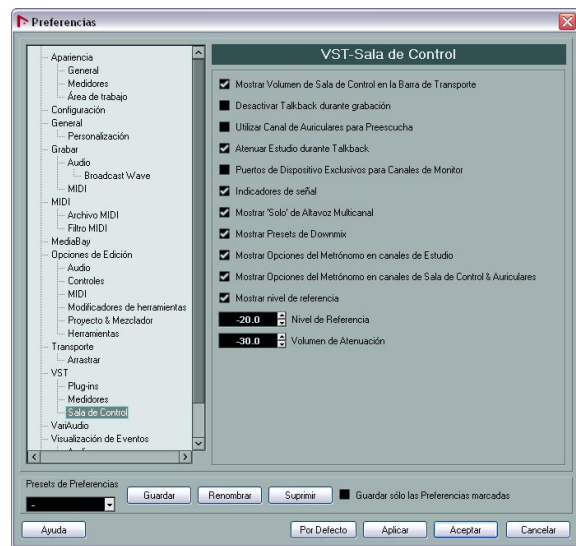 Preferencias
Apariencia
General
Medidores
Área de trabajo
Configuración
General
Personalización
Grabar
Audio
Broadcast Wave
MIDI
MIDI
Archivo MIDI
Filtro MIDI
MediaBay
Opciones de Edición
Audio
Controles
MIDI
Modificadores de herramientas
Proyecto & Mezclador
Herramientas
Transporte
Arrastrar
VST
Plug-ins
Medidores
Sala de Control
VariAudio
Visualización de Eventos
VST-Sala de Control
Mostrar Volumen de Sala de Control en la Barra de Transporte
Desactivar Talkback durante grabación
Utilizar Canal de Auriculares para Preescucha
Atenuar Estudio durante Talkback
Puertos de Dispositivo Exclusivos para Canales de Monitor
Indicadores de señal
Mostrar 'Solo' de Altavoz Multicanal
Mostrar Presets de Downmix
Mostrar Opciones del Metrónomo en canales de Estudio
Mostrar Opciones del Metrónomo en canales de Sala de Control & Auriculares
Mostrar nivel de referencia
-20.0 Nivel de Referencia
-30.0 Volumen de Atenuación
Presets de Preferencias
- Guardar Renombrar Suprimir Guardar sólo las Preferencias marcadas
Ayuda Por Defecto Aplicar Aceptar Cancelar